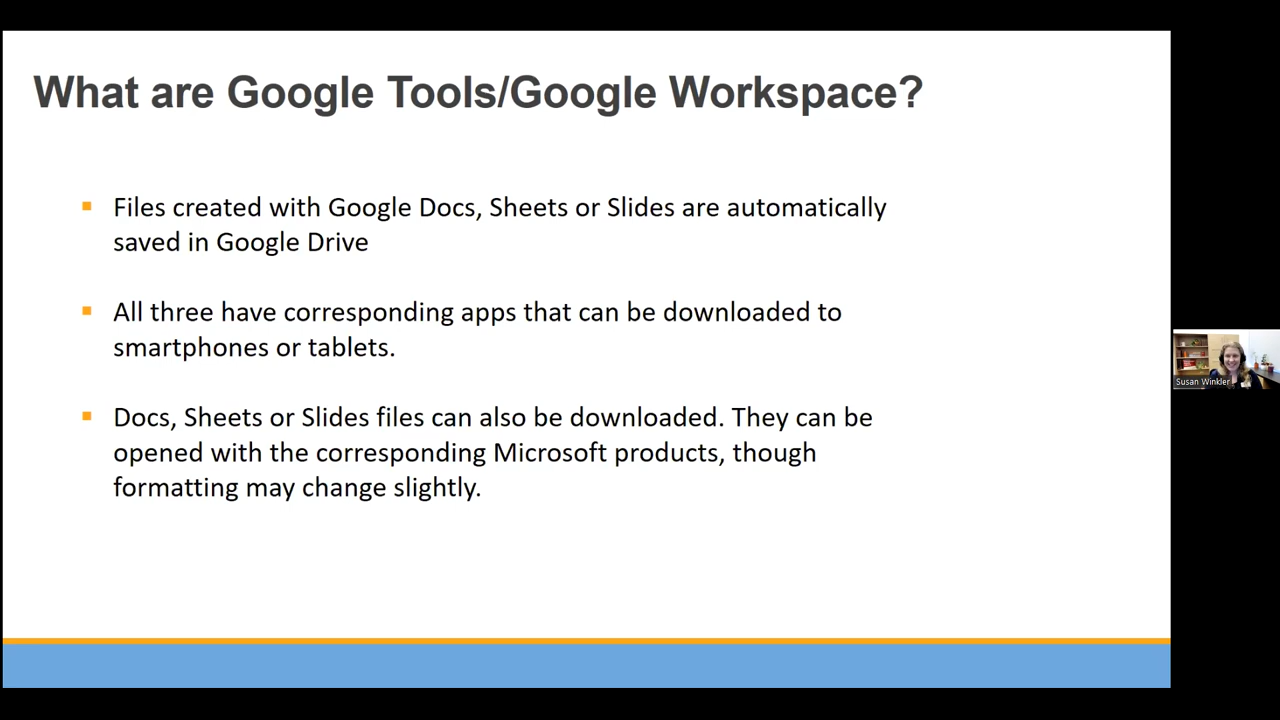 What are Google Tools/Google Workspace?
Files created with Google Docs, Sheets or Slides are automatically
saved in Google Drive
All three have corresponding apps that can be downloaded to
smartphones or tablets.
Docs, Sheets or Slides files can also be downloaded. They can be
opened with the corresponding Microsoft products, though
formatting may change slightly.
Susan Winkler